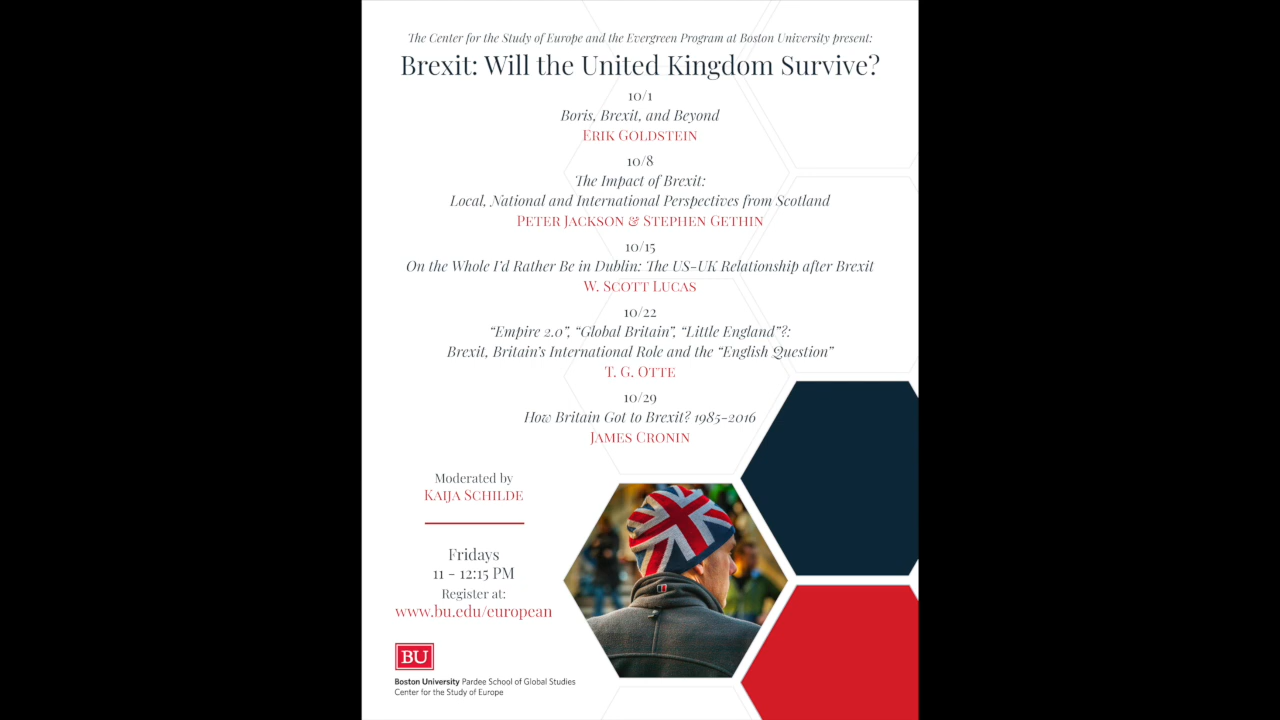 The Center for the Study of Europe and the Evergreen Program at Boston University present:
Brexit: Will the United Kingdom Survive?
10/1
Boris, Brexit, and Beyond
ERIK GOLDSTEIN
10/8
The Impact of Brexit:
Local, National and International Perspectives from Scotland
PETER JACKSON & STEPHEN GETHIN
10/15
On the Whole I'd Rather Be in Dublin: The US-UK Relationship after Brexit
W. SCOTT LUCAS
10/22
“Empire 2.0”, “Global Britain”, “Little England”?:
Brexit, Britain's International Role and the “English Question”
T. G. OTTE
10/29
How Britain Got to Brexit? 1985-2016
JAMES CRONIN
Moderated by
KAIJA SCHILDE
Fridays
11 - 12:15 PM
Register at:
www.bu.edu/european
BU
Boston University Pardee School of Global Studies
Center for the Study of Europe